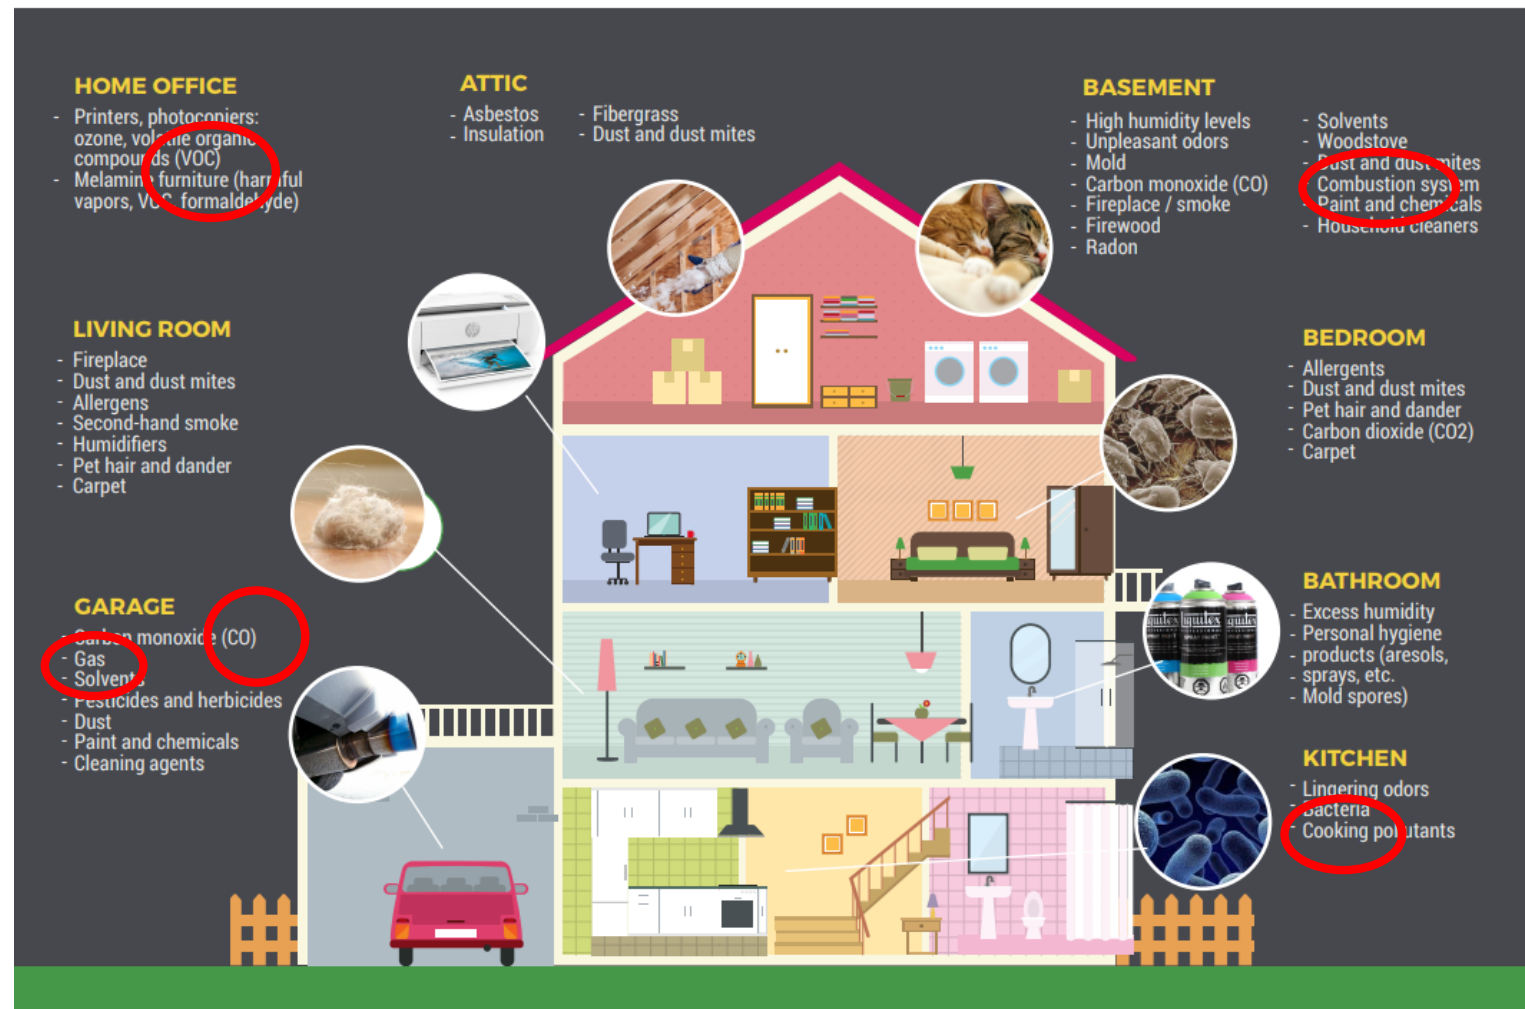 HOME OFFICE
- Printers, photocopiers:
ozone, volatile organic
compounds (VOC)
- Melamine furniture (harmful
vapors, VOC, formaldehyde)
ATTIC
- Asbestos
- Insulation
- Fibergrass
- Dust and dust mites
BASEMENT
- High humidity levels
- Unpleasant odors
- Mold
- Carbon monoxide (CO)
- Fireplace / smoke
- Firewood
- Radon
- Solvents
- Woodstove
- Dust and dust mites
- Combustion system
- Paint and chemicals
- Household cleaners
LIVING ROOM
- Fireplace
- Dust and dust mites
- Allergens
- Second-hand smoke
- Humidifiers
- Pet hair and dander
- Carpet
BEDROOM
- Allergents
- Dust and dust mites
- Pet hair and dander
- Carbon dioxide (CO2)
- Carpet
GARAGE
- Carbon monoxide (CO)
- Gas
- Solvents
- Pesticides and herbicides
- Dust
- Paint and chemicals
- Cleaning agents
BATHROOM
- Excess humidity
- Personal hygiene
- products (aresols,
- sprays, etc.
- Mold spores)
KITCHEN
- Lingering odors
- Bacteria
- Cooking pollutants
hp